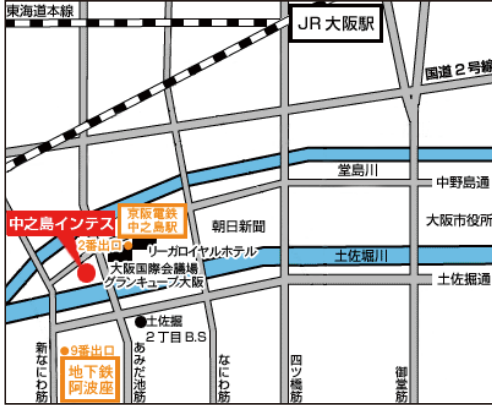 東海道本線
JR 大阪駅
国道2号線
堂島川
中野島通
京阪電鉄
中之島駅
朝日新聞
大阪市役所
中之島インテス
2番出口
リーガロイヤルホテル
大阪国際会議場
グランキューブ大阪
土佐堀川
土佐堀通
土佐掘
2丁目B.S
9番出口
地下鉄
阿波座
新なにわ筋
あみだ池筋
なにわ筋
四ツ橋筋
御堂筋